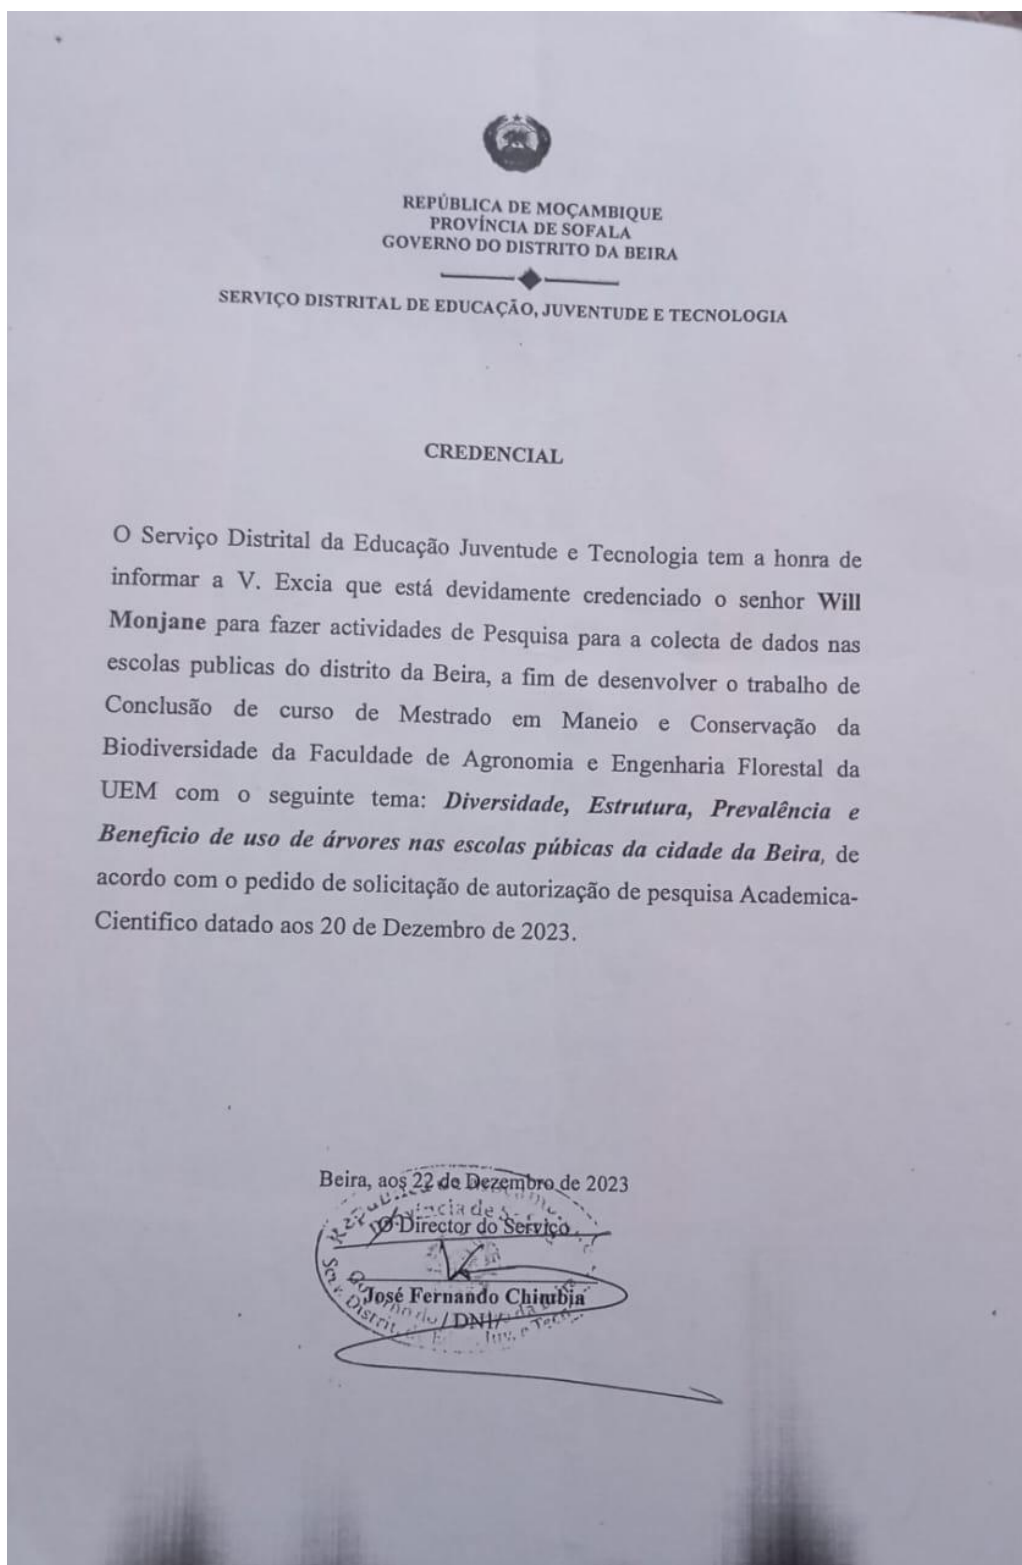 REPÚBLICA DE MOÇAMBIQUE
PROVÍNCIA DE SOFALA
GOVERNO DO DISTRITO DA BEIRA
SERVIÇO DISTRITAL DE EDUCAÇÃO, JUVENTUDE E TECNOLOGIA
CREDENCIAL
O Serviço Distrital da Educação Juventude e Tecnologia tem a honra de
informar a V. Excia que está devidamente credenciado o senhor Will
Monjane para fazer actividades de Pesquisa para a colecta de dados nas
escolas publicas do distrito da Beira, a fim de desenvolver o trabalho de
Conclusão de curso de Mestrado em Maneio e Conservação da
Biodiversidade da Faculdade de Agronomia e Engenharia Florestal da
UEM com o seguinte tema: Diversidade, Estrutura, Prevalência e
Beneficio de uso de árvores nas escolas púbicas da cidade da Beira, de
acordo com o pedido de solicitação de autorização de pesquisa Academica-
Cientifico datado aos 20 de Dezembro de 2023.
Beira, aos 22 de Dezembro de 2023
O Director do Serviço
José Fernando Chimbia
/ DN1/